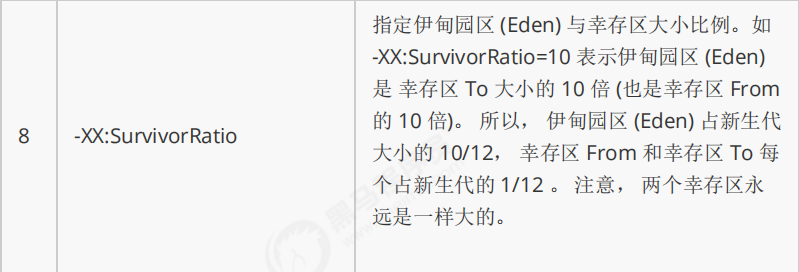 8
-XX:SurvivorRatio
指定伊甸园区 (Eden) 与幸存区大小比例。如
-XX:SurvivorRatio=10 表示伊甸园区 (Eden)
是 幸存区 To 大小的 10 倍 (也是幸存区 From
的 10 倍)。 所以， 伊甸园区 (Eden) 占新生代
大小的 10/12， 幸存区 From 和幸存区 To 每
个占新生代的 1/12 。 注意， 两个幸存区永
远是一样大的。